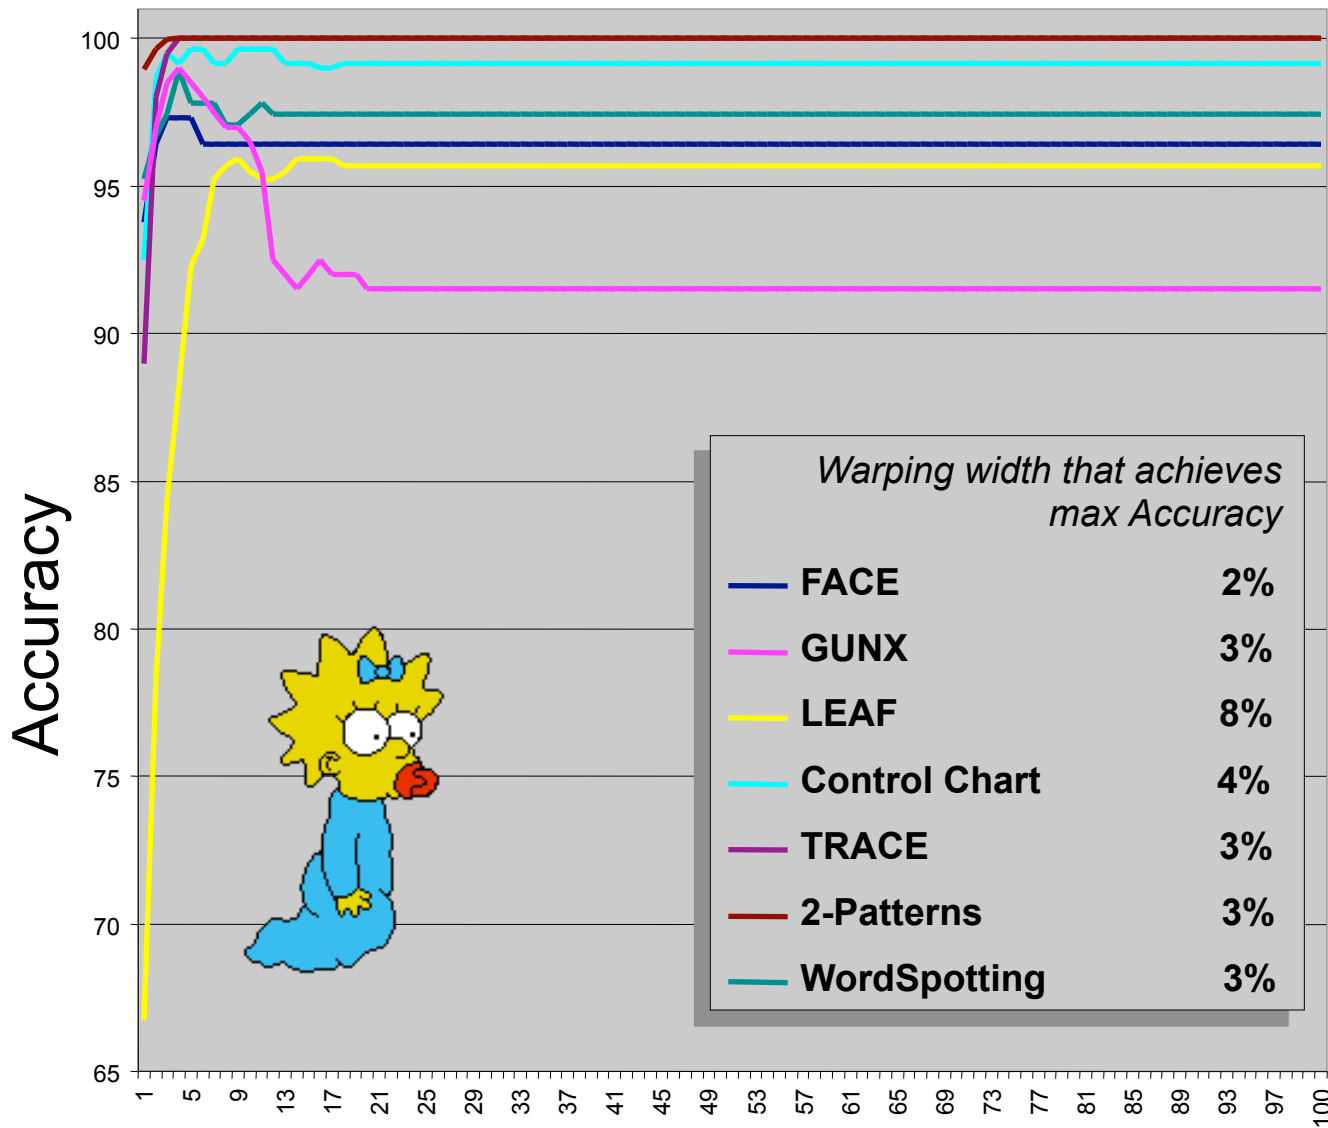 100
95
90
85
80
75
70
65
Accuracy
Warping width that achieves
max Accuracy
FACE 2%
GUNX 3%
LEAF 8%
Control Chart 4%
TRACE 3%
2-Patterns 3%
WordSpotting 3%
1 5 9 13 17 21 25 29 33 37 41 45 49 53 57 61 65 69 73 77 81 85 89 93 97 100